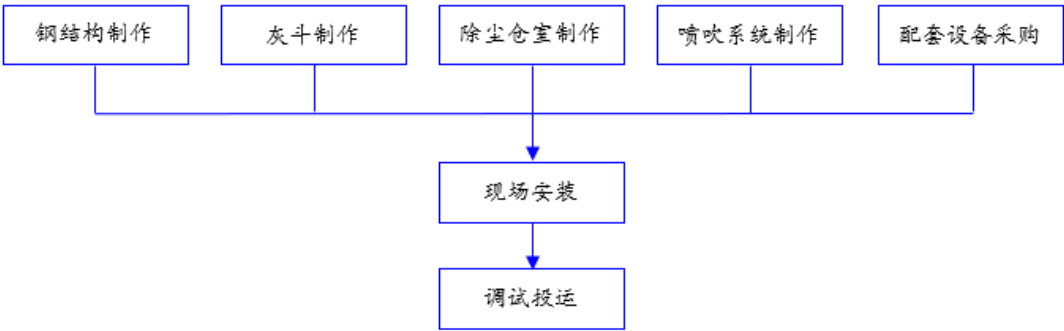 钢结构制作
灰斗制作
除尘仓室制作
喷吹系统制作
配套设备采购
现场安装
调试投运